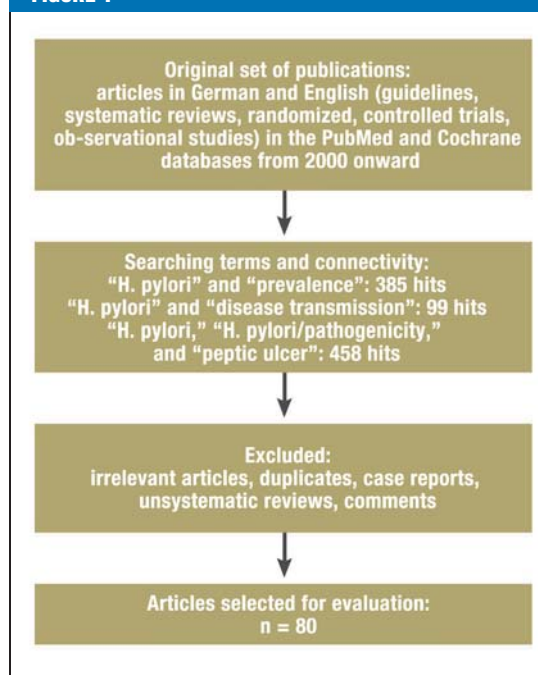 Original set of publications:
articles in German and English (guidelines,
systematic reviews, randomized, controlled trials,
ob-servational studies) in the PubMed and Cochrane
databases from 2000 onward
Searching terms and connectivity:
“H. pylori” and “prevalence”: 385 hits
“H. pylori” and “disease transmission”: 99 hits
“H. pylori,” “H. pylori/pathogenicity,”
and “peptic ulcer”: 458 hits
Excluded:
irrelevant articles, duplicates, case reports,
unsystematic reviews, comments
Articles selected for evaluation:
n = 80